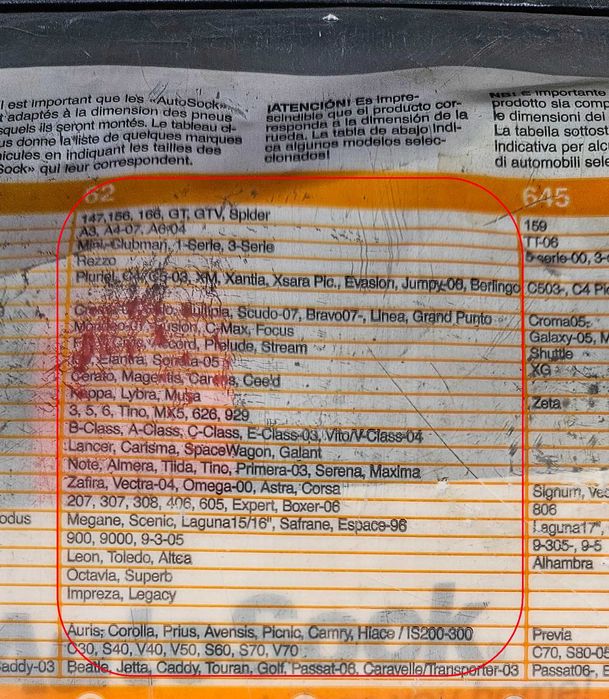 l est important que les «AutoSock»
t adaptés à la dimension des pneus
squels ils seront montés. Le tableau ci-
us donne la liste de quelques marques
icules en indiquant les tailles des
Sock» qui leur correspondent.
¡ATENCIÓN! Es impre-
scindible que el producto cor-
responda a la dimensión de la
rueda. La tabla de abajo indi-
ca algunos modelos selec-
cionados!
NB! È importante
prodotto sia comp
le dimensioni dei
La tabella sottos
indicativa per alcu
di automobili sele
62
645
147,156, 166, GT, GTV, Spider
159
A3, A4-07, A6-04
TT-06
Mini-Clubman, 1-Serie, 3-Serie
5 serie-00, 3-
Rezzo
Pluriel, C4, C5-03, XM, Xantia, Xsara Pic., Evasion, Jumpy-06, Berlingo
C503-, C4 Pic
Multipla, Scudo-07, Bravo07-, Linea, Grand Punto
Croma05-
Mondeo-07, Fusion, C-Max, Focus
Galaxy-05, M
Accord, Prelude, Stream
Shuttle
Elantra, Sonata-05
XG
Cerato, Magentis, Carens, Cee'd
Kappa, Lybra, Musa
Zeta
3, 5, 6, Tino, MX5, 626, 929
B-Class, A-Class, C-Class, E-Class-03, Vito/V-Class-04
Lancer, Carisma, SpaceWagon, Galant
Note, Almera, Tiida, Tino, Primera-03, Serena, Maxima
Zafira, Vectra-04, Omega-00, Astra, Corsa
Signum, Vec
207, 307, 308, 406, 605, Expert, Boxer-06
806
odus
Megane, Scenic, Laguna15/16", Safrane, Espace-96
Laguna17",
900, 9000, 9-3-05
9-305-, 9-5
Leon, Toledo, Altea
Alhambra
Octavia, Superb
Impreza, Legacy
Auris, Corolla, Prius, Avensis, Picnic, Camry, Hiace / IS200-300
Previa
C30, S40, V40, V50, S60, S70, V70
C70, S80-05
Caddy-03
Beatle, Jetta, Caddy, Touran, Golf, Passat-06, Caravelle/Transporter-03
Passat06-, E